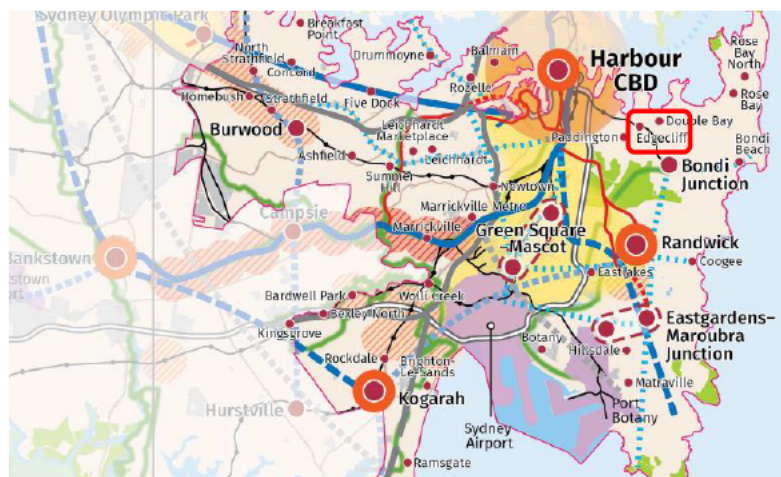 Sydney Olympic Park
Breakfast
Point
North
Strathfield
Concord
Drummoyne
Balmain
Harbour
CBD
Rose
Bay
North
Rose
Bay
Homebush
Strathfield
Five Dock
Rozelle
Double Bay
Edgecliff
Paddington
Burwood
Leichhardt
Marketplace
Leichhardt
Ashfield
Summer
Hill
Newtown
Bondi
Beach
Bondi
Junction
Campsie
Marrickville Metro
Marrickville
Green Square
–Mascot
Randwick
Coogee
Bankstown
Eastlakes
Wolli Creek
Bardwell Park
Bexley North
Kingsgrove
Eastgardens–
Maroubra
Junction
Rockdale
Brighton-
Le-Sands
Botany
Hillsdale
Matraville
Kogarah
Hurstville
Port
Botany
Sydney
Airport
Ramsgate